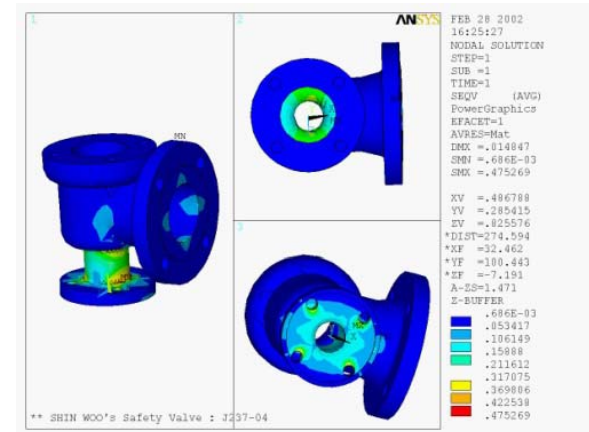 1
2
ANSYS
3
MN
MX
X
** SHIN WOO's Safety Valve : J237-04
FEB 28 2002
16:25:27
NODAL SOLUTION
STEP=1
SUB =1
TIME=1
SEQV (AVG)
PowerGraphics
EFACET=1
AVRES=Mat
DMX =.014847
SMN =.686E-03
SMX =.475269
XV =.486788
YV =.285415
ZV =.825576
*DIST=274.594
*XF =32.462
*YF =100.443
*ZF =-7.191
A-ZS=1.471
Z-BUFFER
.686E-03
.053417
.106149
.15888
.211612
.317075
.369806
.422538
.475269